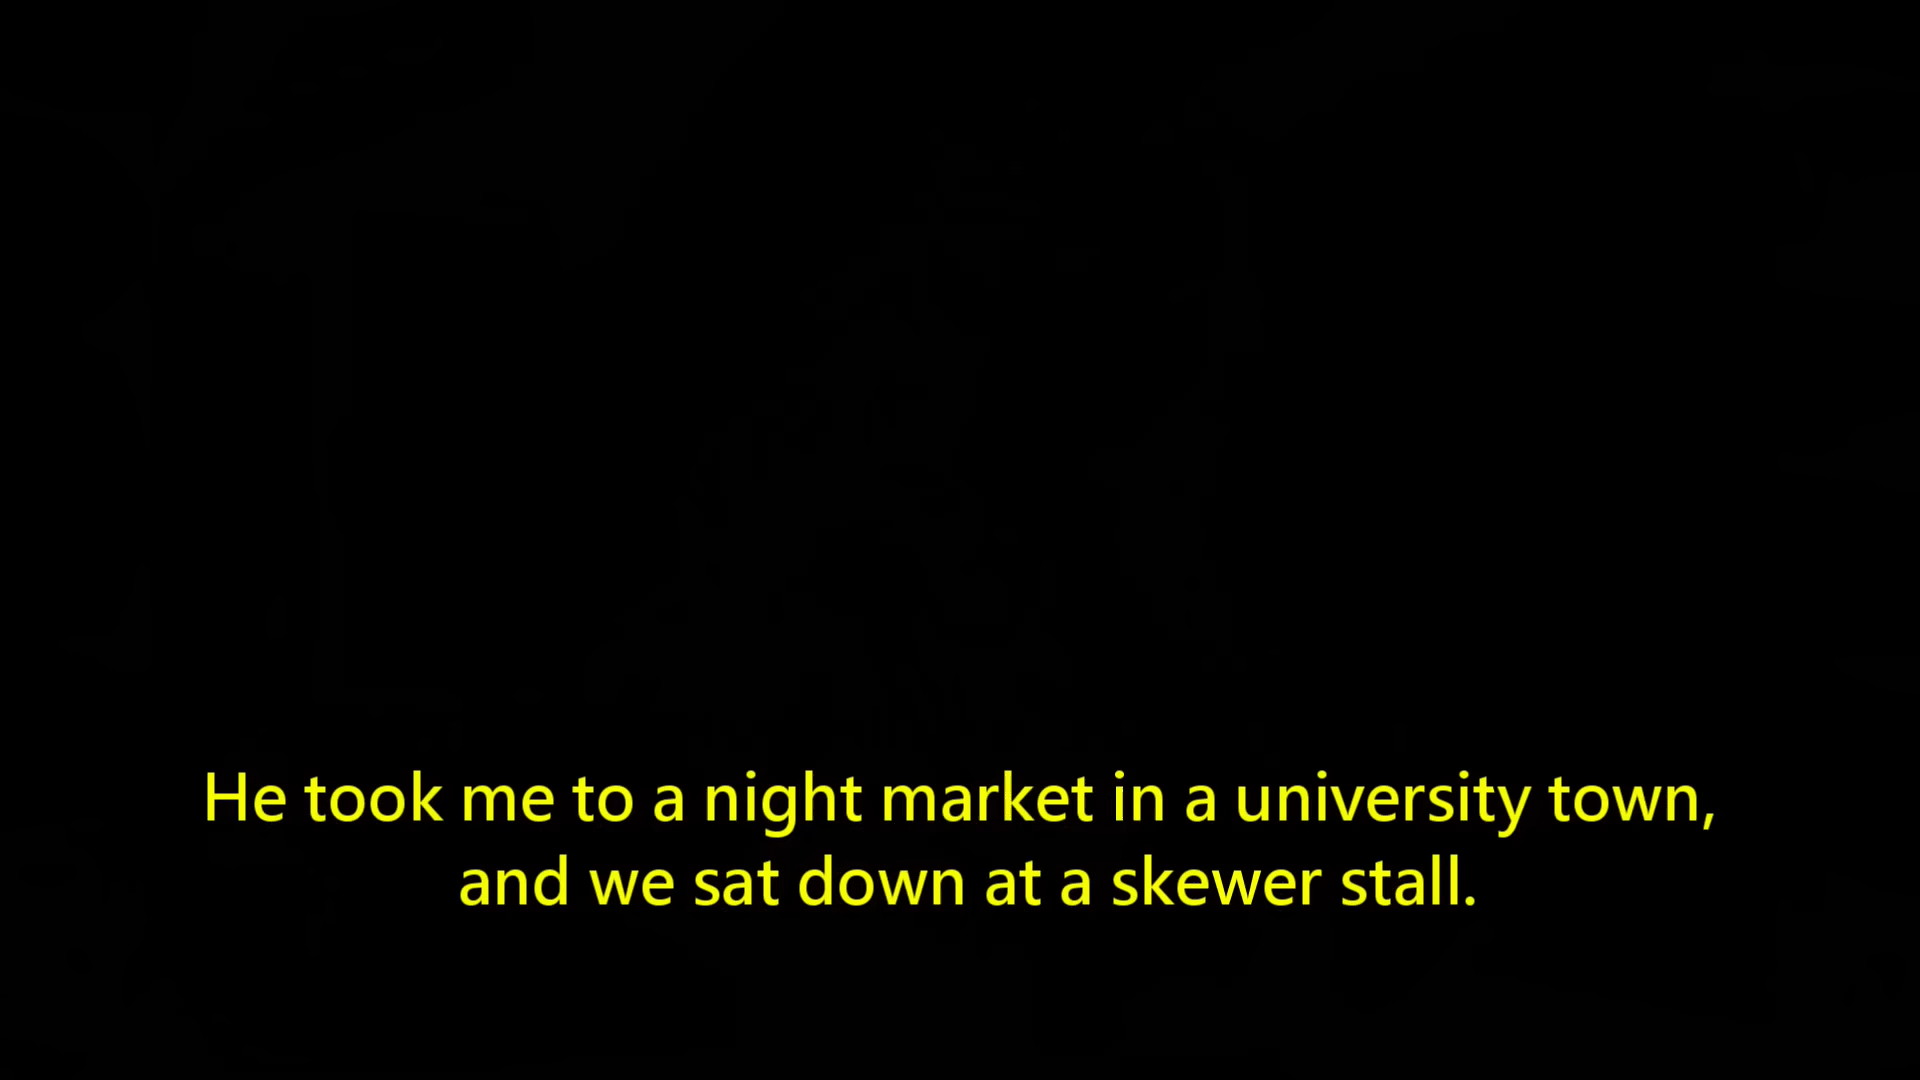 He took me to a night market in a university town,
and we sat down at a skewer stall.